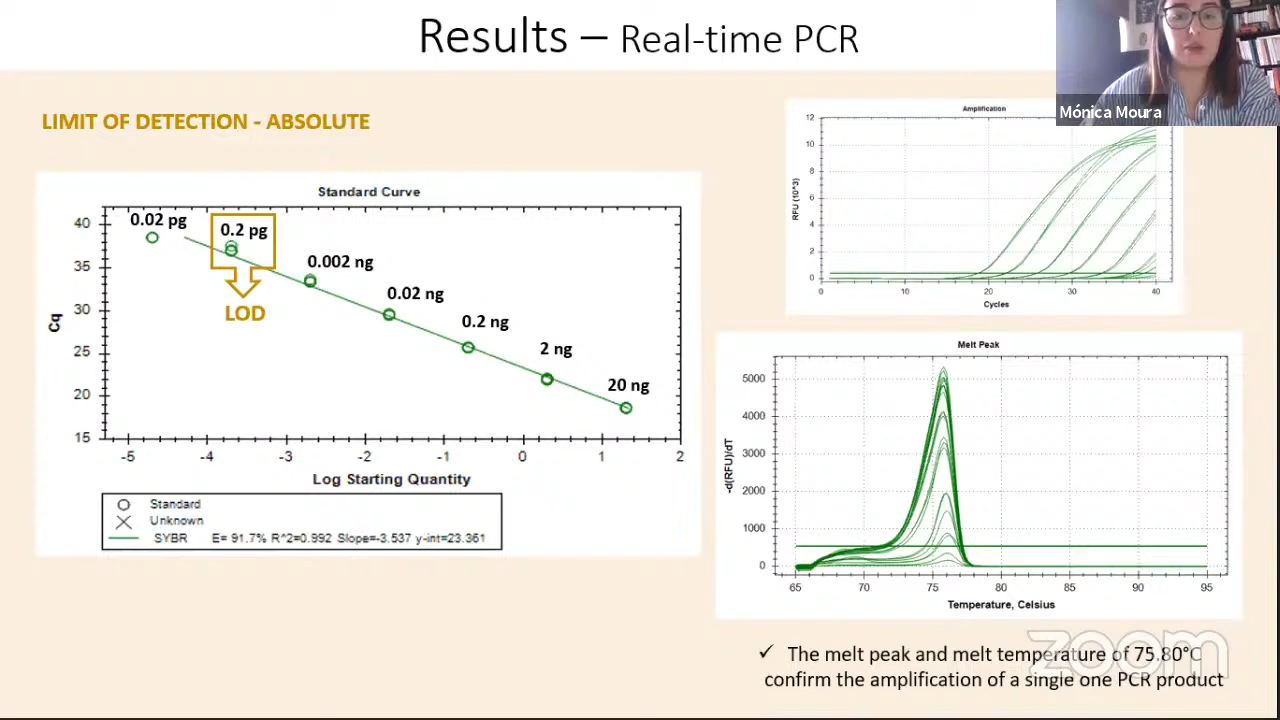 Results – Real-time PCR
Mónica Moura
LIMIT OF DETECTION - ABSOLUTE
Standard Curve
40
35
30
25
20
15
Cq
0.02 pg
0.2 pg
LOD
0.002 ng
0.02 ng
0.2 ng
2 ng
20 ng
-5 -4 -3 -2 -1 0 1 2
Log Starting Quantity
Standard
Unknown
SYBR E= 91.7% R^2=0.992 Slope=-3.537 y-int=23.361
Amplification
12
10
8
6
4
2
0
RFU (10^3)
0 10 20 30 40
Cycles
Melt Peak
5000
4000
3000
2000
1000
0
-d(RFU)/dT
65 70 75 80 85 90 95
Temperature, Celsius
✓ The melt peak and melt temperature of 75.80°C
confirm the amplification of a single one PCR product
zoom